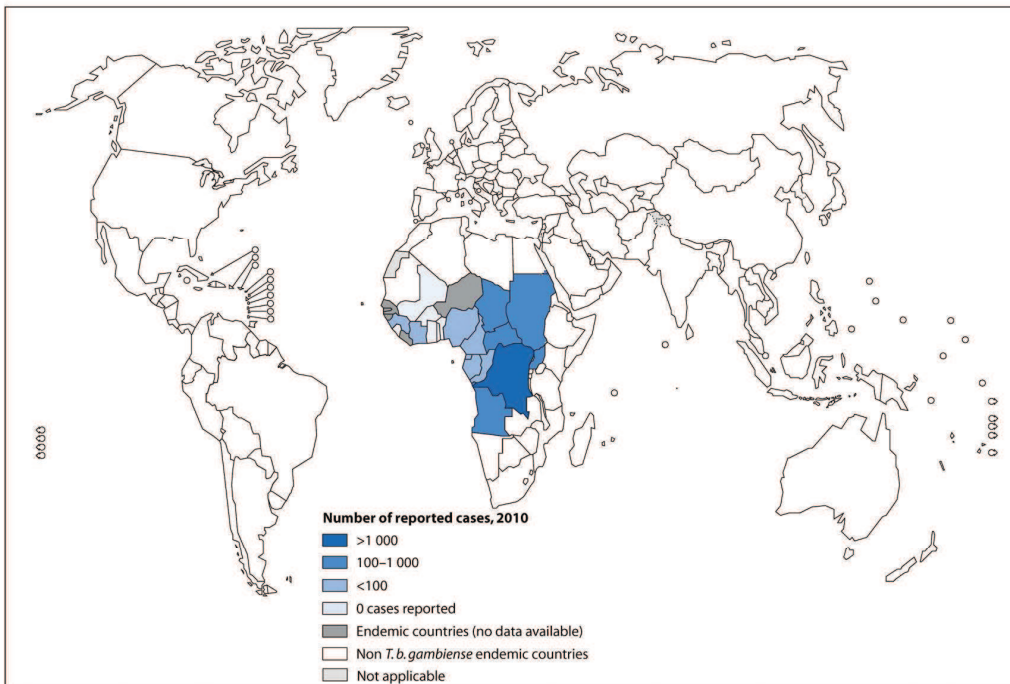 Number of reported cases, 2010
>1 000
100–1 000
<100
0 cases reported
Endemic countries (no data available)
Non T. b. gambiense endemic countries
Not applicable